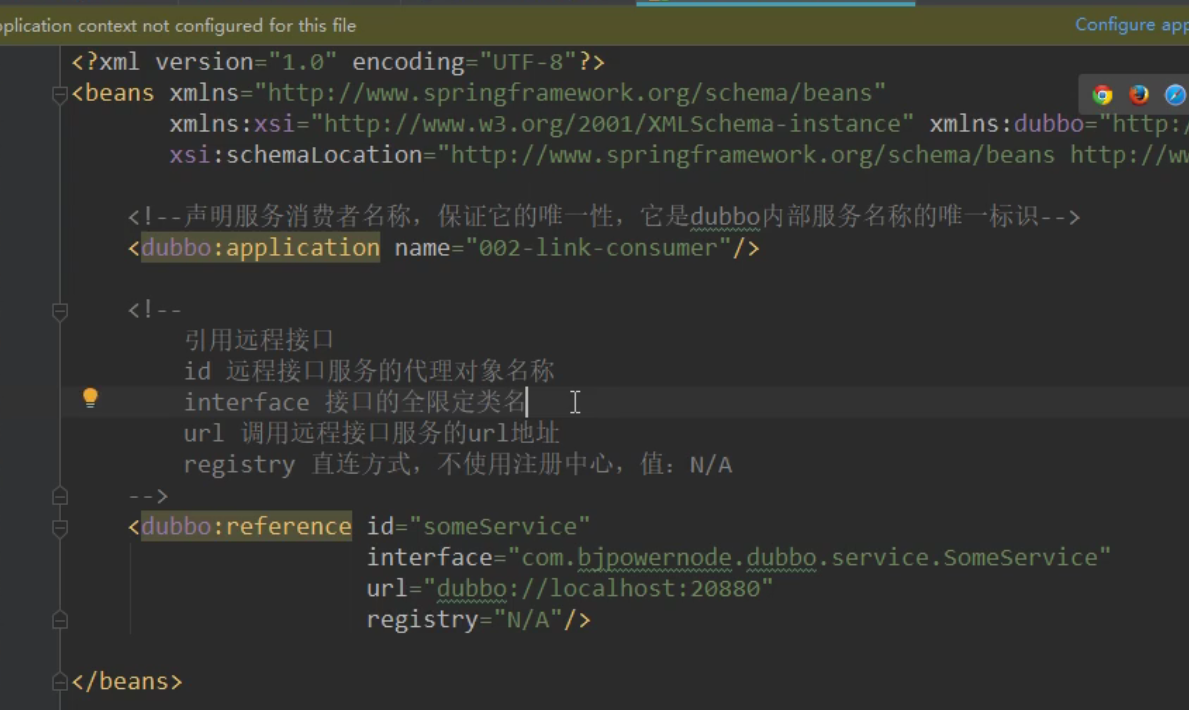 plication context not configured for this file
Configure app
<?xml version="1.0" encoding="UTF-8"?>
<beans xmlns="http://www.springframework.org/schema/beans"
xmlns:xsi="http://www.w3.org/2001/XMLSchema-instance" xmlns:dubbo="http:/
xsi:schemaLocation="http://www.springframework.org/schema/beans http://ww
<!--声明服务消费者名称，保证它的唯一性，它是dubbo内部服务名称的唯一标识-->
<dubbo:application name="002-link-consumer"/>
<!--
引用远程接口
id 远程接口服务的代理对象名称
interface 接口的全限定类名
url 调用远程接口服务的url地址
registry 直连方式，不使用注册中心，值：N/A
-->
<dubbo:reference id="someService"
interface="com.bjpowernode.dubbo.service.SomeService"
url="dubbo://localhost:20880"
registry="N/A"/>
</beans>